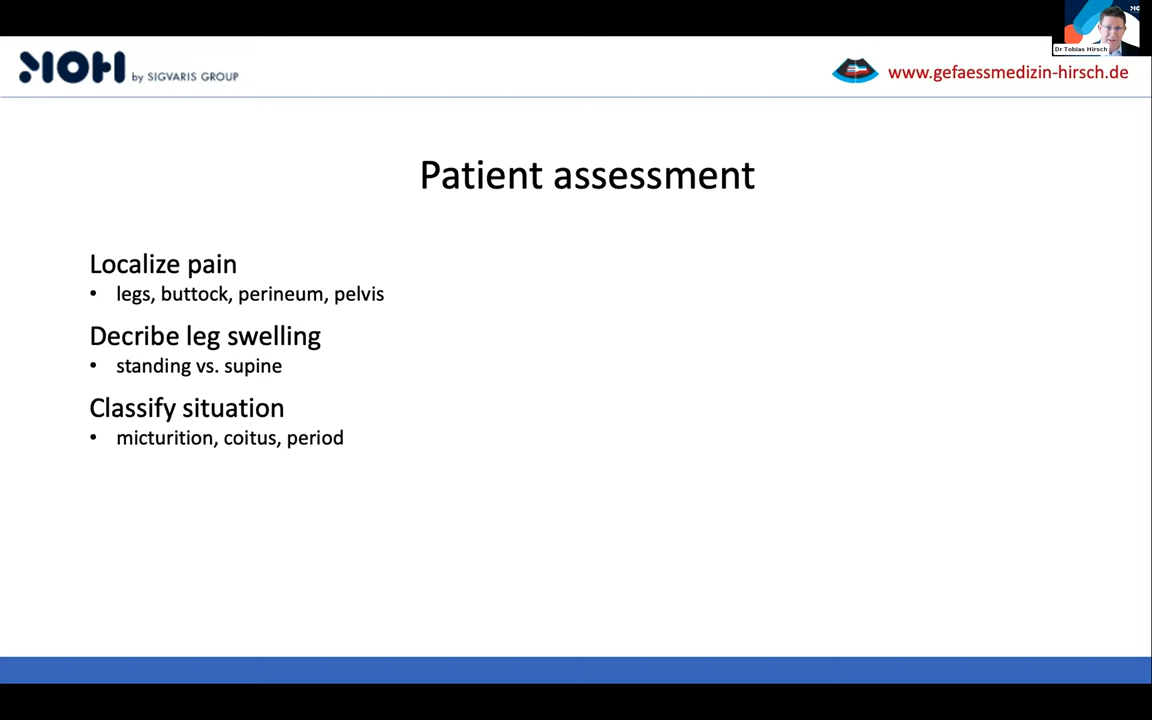 Dr Tobias Hirsch
MOH by SIGVARIS GROUP
www.gefaessmedizin-hirsch.de
Patient assessment
Localize pain
• legs, buttock, perineum, pelvis
Decribe leg swelling
• standing vs. supine
Classify situation
• micturition, coitus, period